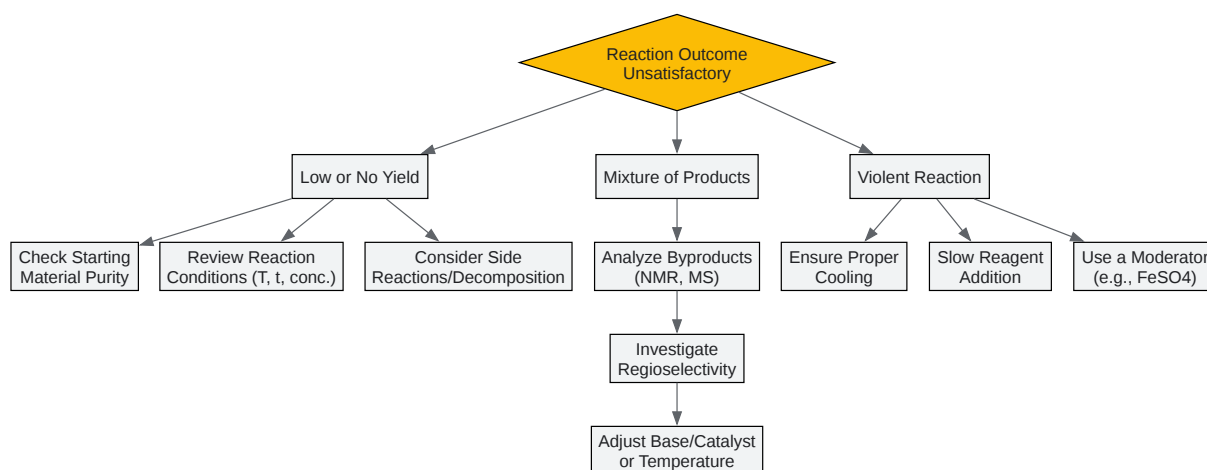 Reaction Outcome
Unsatisfactory
Low or No Yield
Mixture of Products
Violent Reaction
Check Starting
Material Purity
Review Reaction
Conditions (T, t, conc.)
Consider Side
Reactions/Decomposition
Analyze Byproducts
(NMR, MS)
Ensure Proper
Cooling
Slow Reagent
Addition
Use a Moderator
(e.g., FeSO4)
Investigate
Regioselectivity
Adjust Base/Catalyst
or Temperature